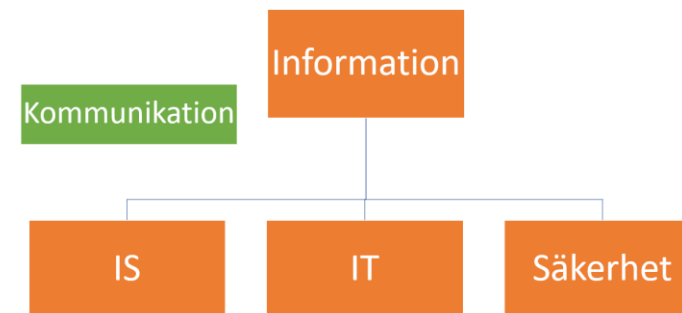 Information
Kommunikation
IS
IT
Säkerhet